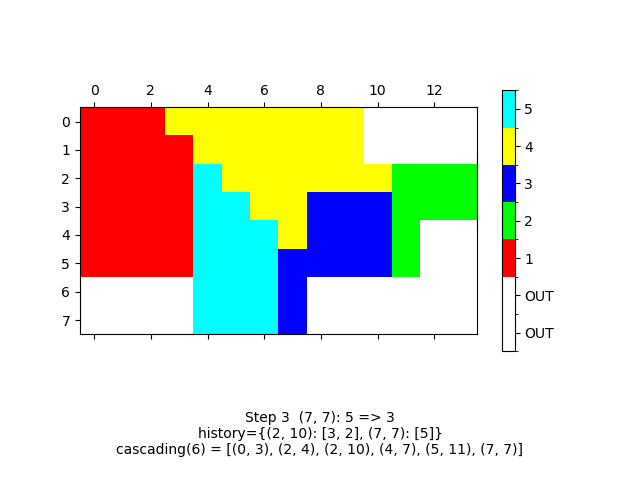 0 2 4 6 8 10 12
0
1
2
3
4
5
6
7
5
4
3
2
1
OUT
OUT
Step 3  (7, 7): 5 => 3
history={(2, 10): [3, 2], (7, 7): [5]}
cascading(6) = [(0, 3), (2, 4), (2, 10), (4, 7), (5, 11), (7, 7)]